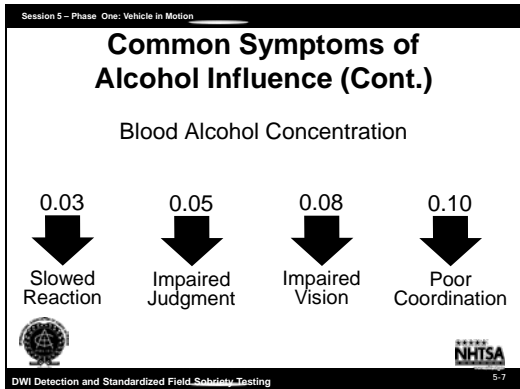 Session 5 – Phase One: Vehicle in Motion
Common Symptoms of
Alcohol Influence (Cont.)
Blood Alcohol Concentration
0.03 0.05 0.08 0.10
Slowed Impaired Impaired Poor
Reaction Judgment Vision Coordination
NHTSA
DWI Detection and Standardized Field Sobriety Testing 5-7